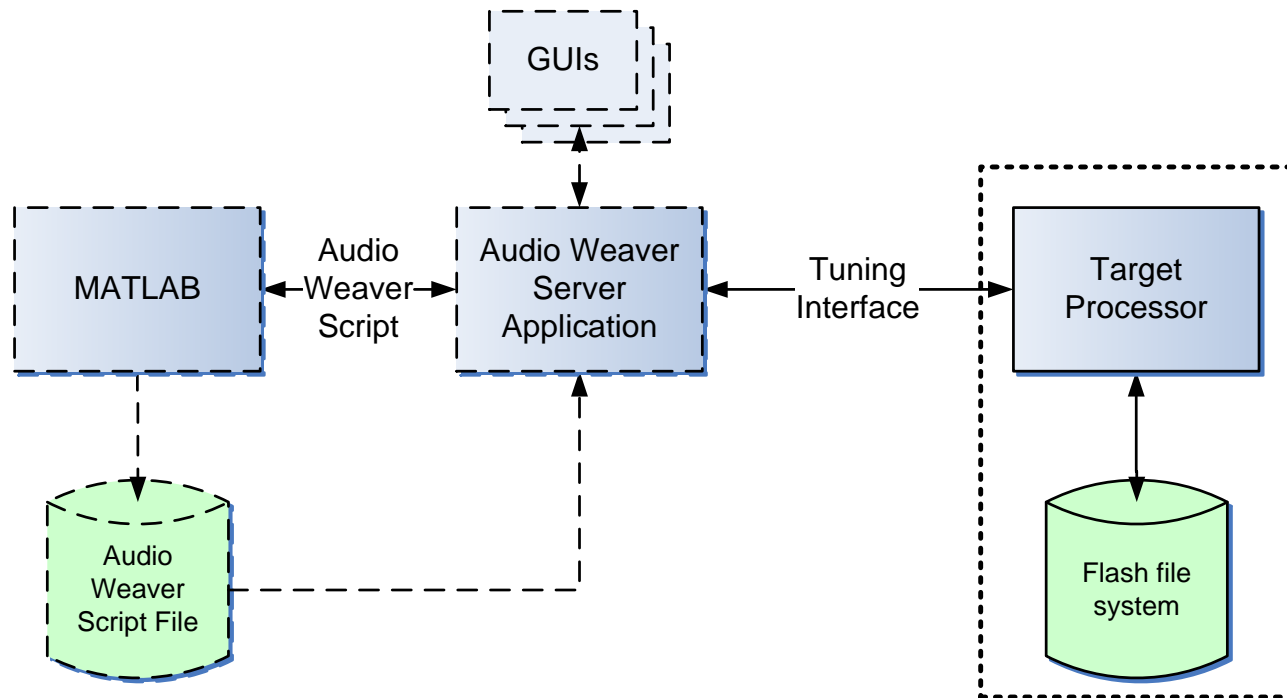 GUIs
MATLAB
Audio
Weaver
Script
Audio Weaver
Server
Application
Tuning
Interface
Target
Processor
Audio
Weaver
Script File
Flash file
system